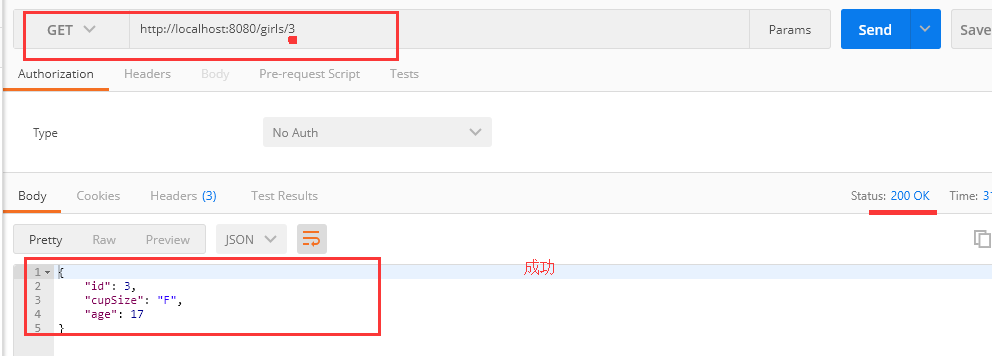 GET http://localhost:8080/girls/3 Params Send Save
Authorization Headers Body Pre-request Script Tests
Type No Auth
Body Cookies Headers (3) Test Results Status: 200 OK Time:
Pretty Raw Preview JSON
成功
1 {
2 "id": 3,
3 "cupSize": "F",
4 "age": 17
5 }